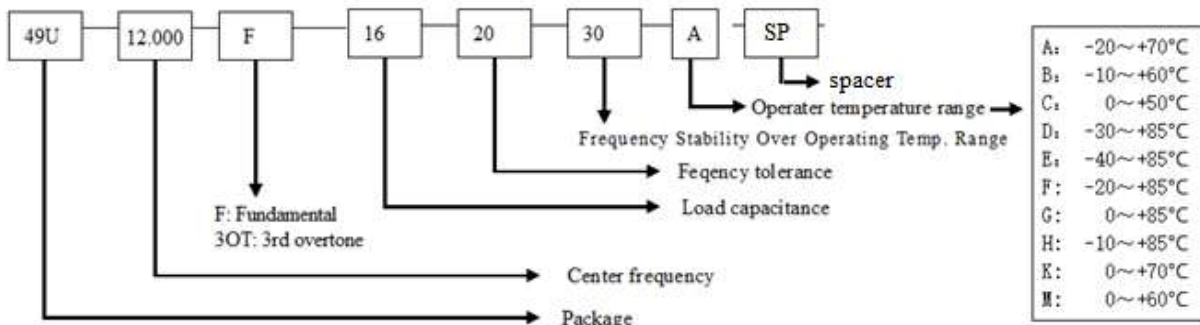 49U 12.000 F 16 20 30 A SP
spacer
Operater temperature range
Frequency Stability Over Operating Temp. Range
Feqency tolerance
Load capacitance
F: Fundamental
3OT: 3rd overtone
Center frequency
Package
A: -20～+70℃
B: -10～+60℃
C: 0～+50℃
D: -30～+85℃
E: -40～+85℃
F: -20～+85℃
G: 0～+85℃
H: -10～+85℃
K: 0～+70℃
M: 0～+60℃